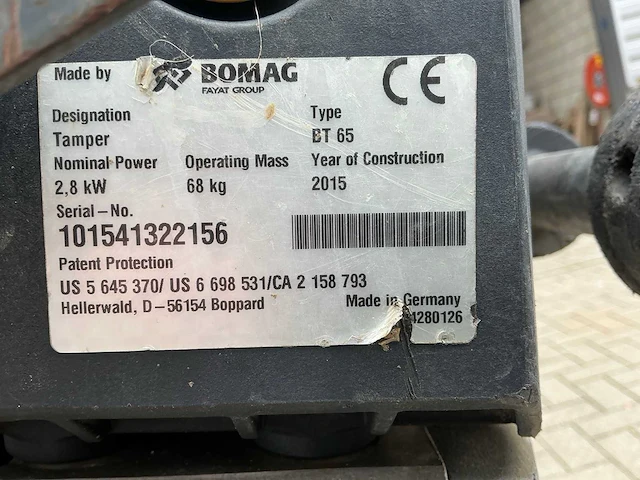 Made by BOMAG
FAYAT GROUP
CE
Designation Type
Tamper BT 65
Nominal Power Operating Mass Year of Construction
2,8 kW 68 kg 2015
Serial-No.
101541322156
Patent Protection
US 5 645 370/ US 6 698 531/CA 2 158 793
Hellerwald, D-56154 Boppard Made in Germany
4280126